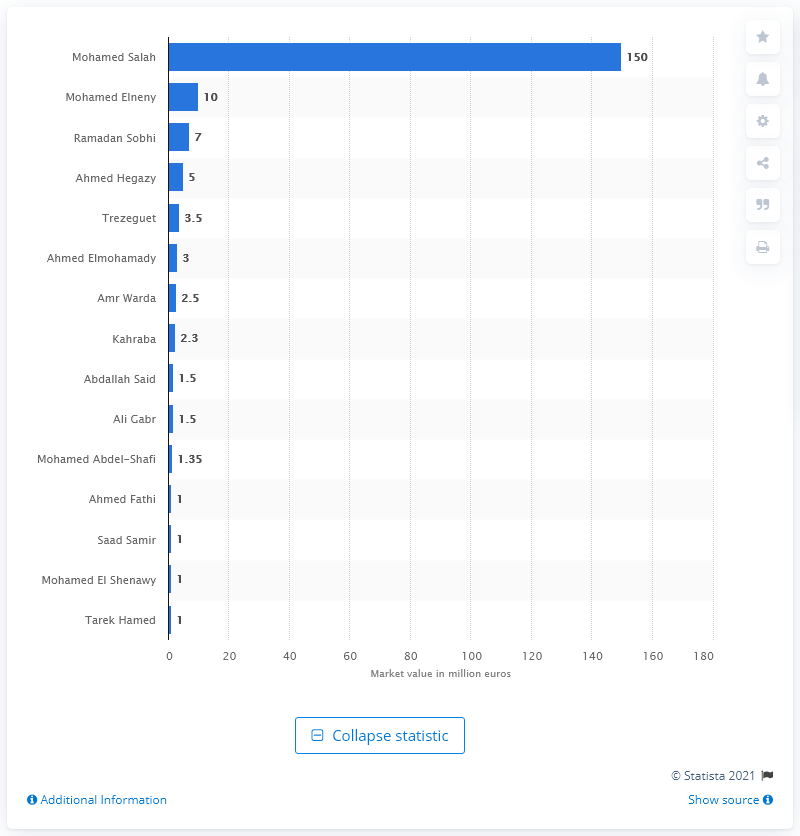 Mohamed Salah 150
Mohamed Elneny 10
Ramadan Sobhi 7
Ahmed Hegazy 5
Trezeguet 3.5
Ahmed Elmohamady 3
Amr Warda 2.5
Kahraba 2.3
Abdallah Said 1.5
Ali Gabr 1.5
Mohamed Abdel-Shafi 1.35
Ahmed Fathi 1
Saad Samir 1
Mohamed El Shenawy 1
Tarek Hamed 1
0 20 40 60 80 100 120 140 160 180
Market value in million euros
Collapse statistic
© Statista 2021
Additional Information Show source